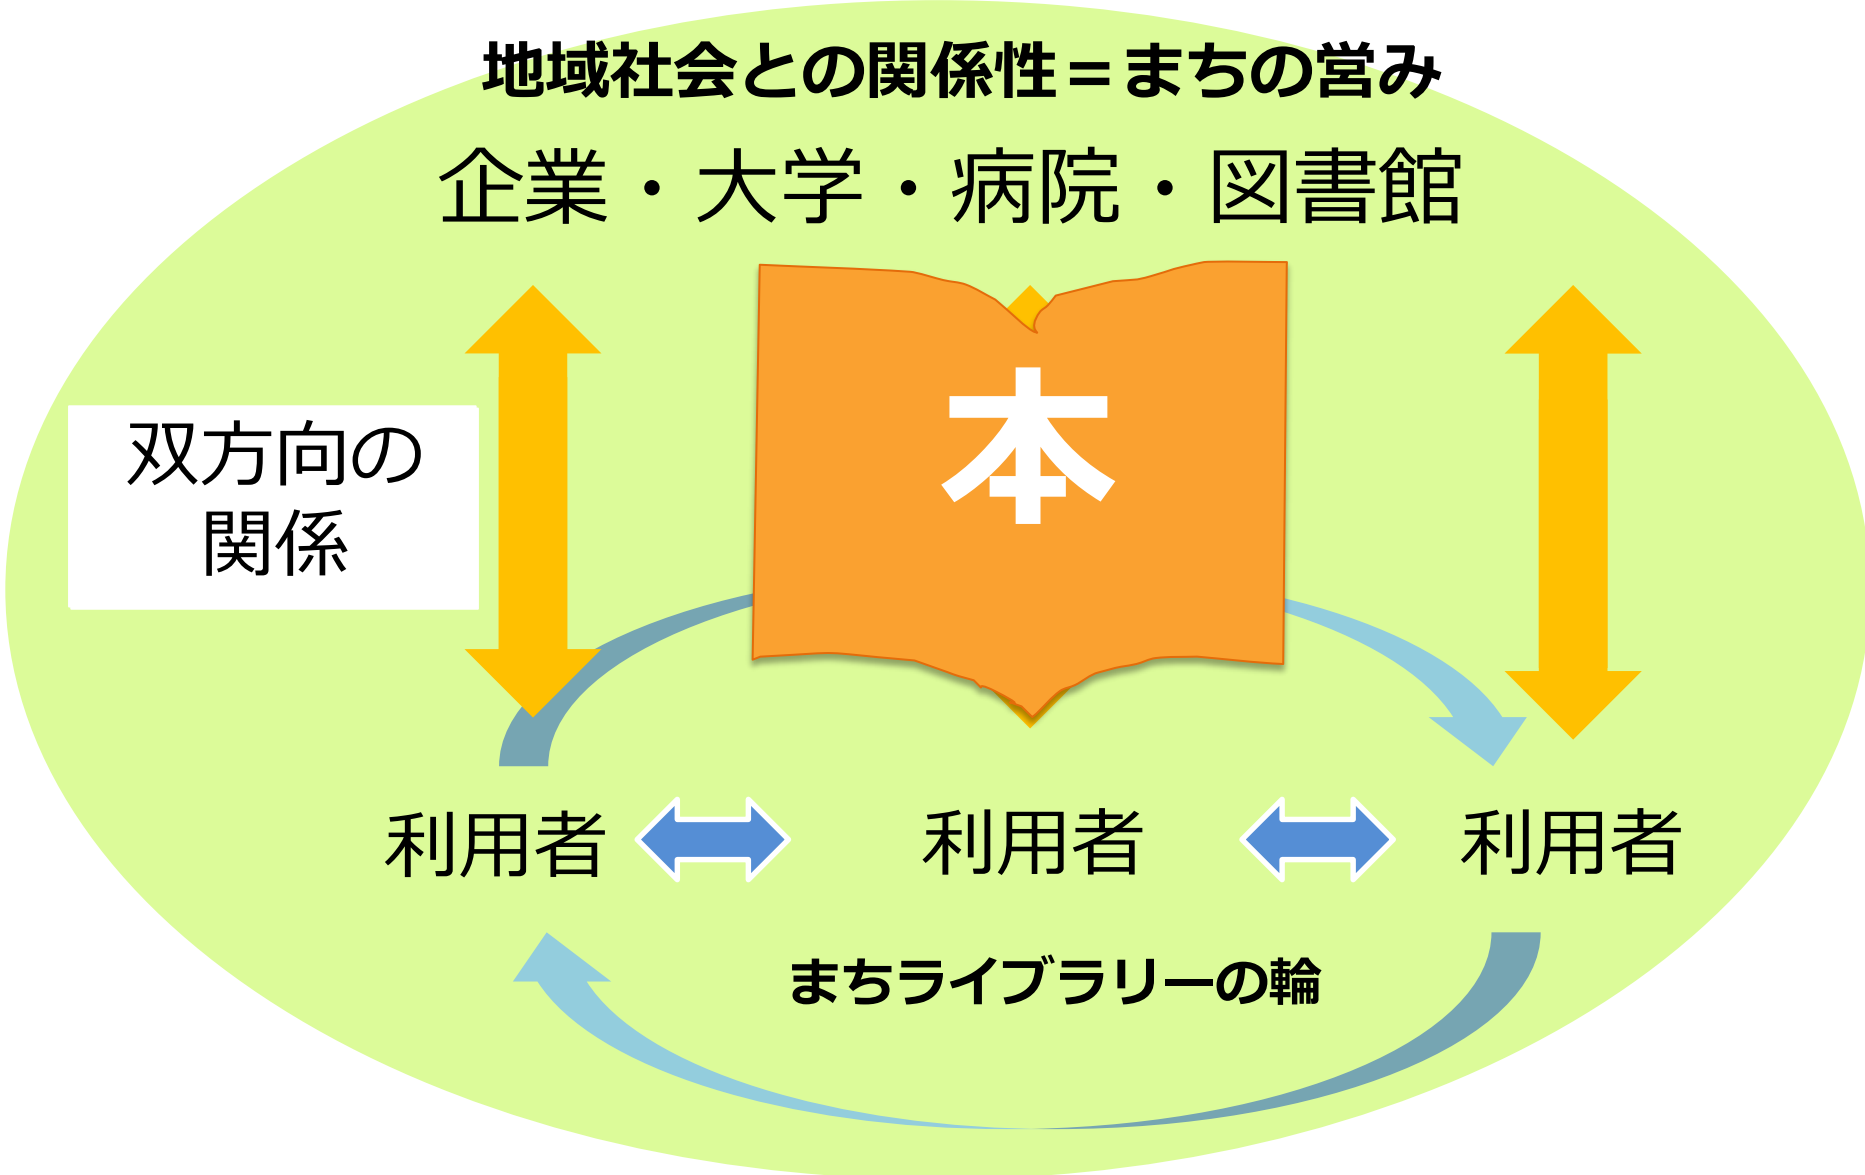 地域社会との関係性＝まちの営み
企業・大学・病院・図書館
本
双方向の
関係
利用者
利用者
利用者
まちライブラリーの輪